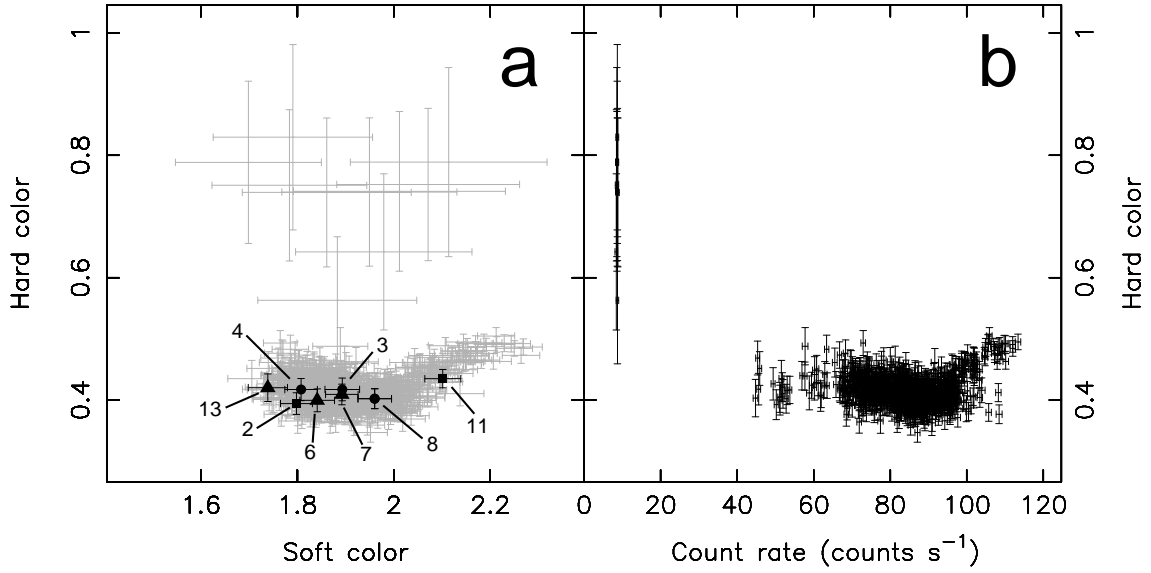 a b
1 1
0.8 0.8
0.6 0.6
0.4 0.4
Hard color
Hard color
4 3
13
2
6 7 8 11
1.6 1.8 2 2.2 0 20 40 60 80 100 120
Soft color Count rate (counts s⁻¹)